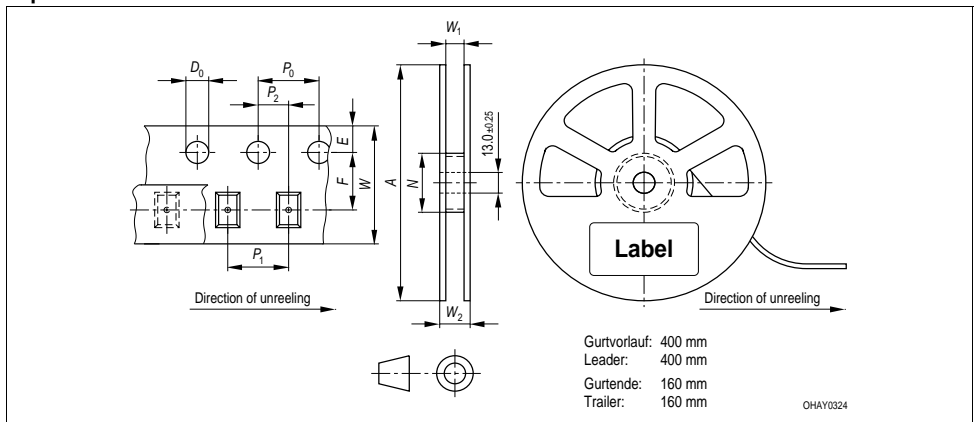 W1
D0
P0
P2
E
F
W
A
N
13.0 ±0.25
Label
P1
Direction of unreeling
W2
Direction of unreeling
Gurtvorlauf: 400 mm
Leader: 400 mm
Gurtende: 160 mm
Trailer: 160 mm
OHAY0324